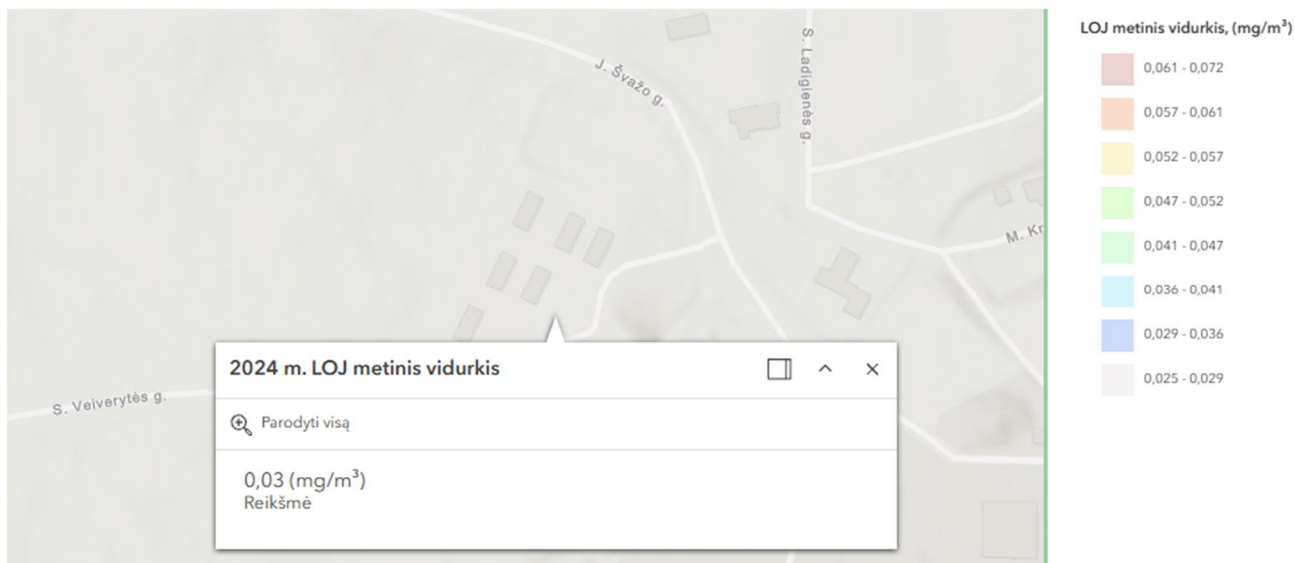 J. Švažo g.
S. Ladigienės g.
M. Kr
S. Veiverytės g.
2024 m. LOJ metinis vidurkis
Parodyti visą
0,03 (mg/m³)
Reikšmė
LOJ metinis vidurkis, (mg/m³)
0,061 - 0,072
0,057 - 0,061
0,052 - 0,057
0,047 - 0,052
0,041 - 0,047
0,036 - 0,041
0,029 - 0,036
0,025 - 0,029